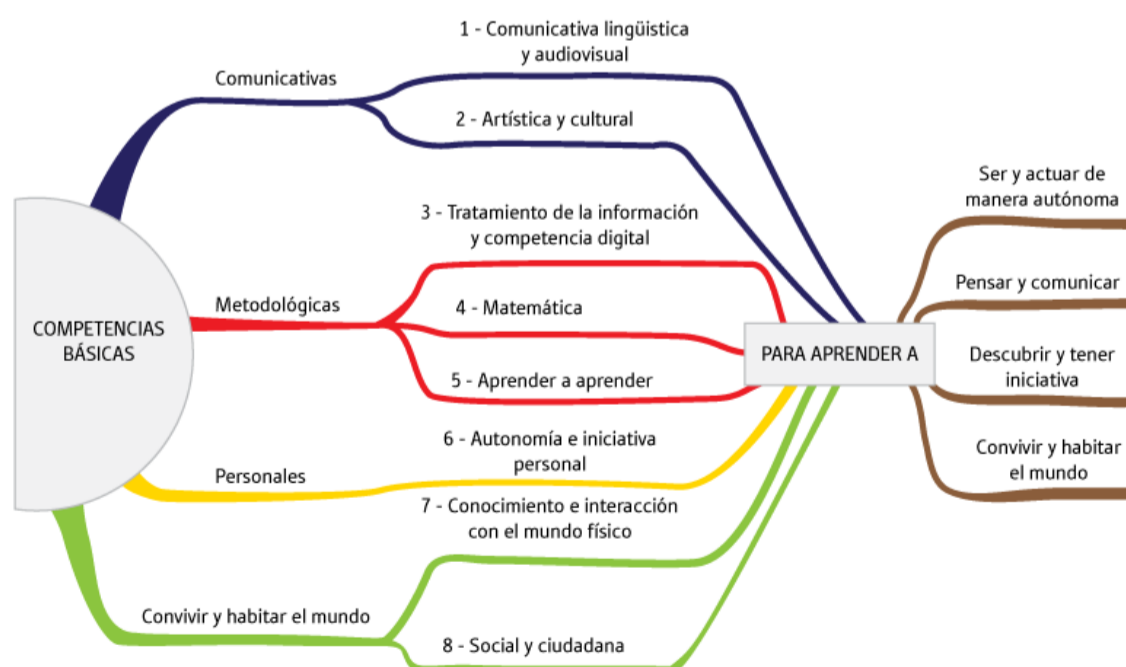 1 - Comunicativa lingüistica
y audiovisual
Comunicativas
2 - Artística y cultural
3 - Tratamiento de la información
y competencia digital
Metodológicas
4 - Matemática
5 - Aprender a aprender
COMPETENCIAS
BÁSICAS
6 - Autonomía e iniciativa
personal
Personales
7 - Conocimiento e interacción
con el mundo físico
Convivir y habitar el mundo
8 - Social y ciudadana
PARA APRENDER A
Ser y actuar de
manera autónoma
Pensar y comunicar
Descubrir y tener
iniciativa
Convivir y habitar
el mundo